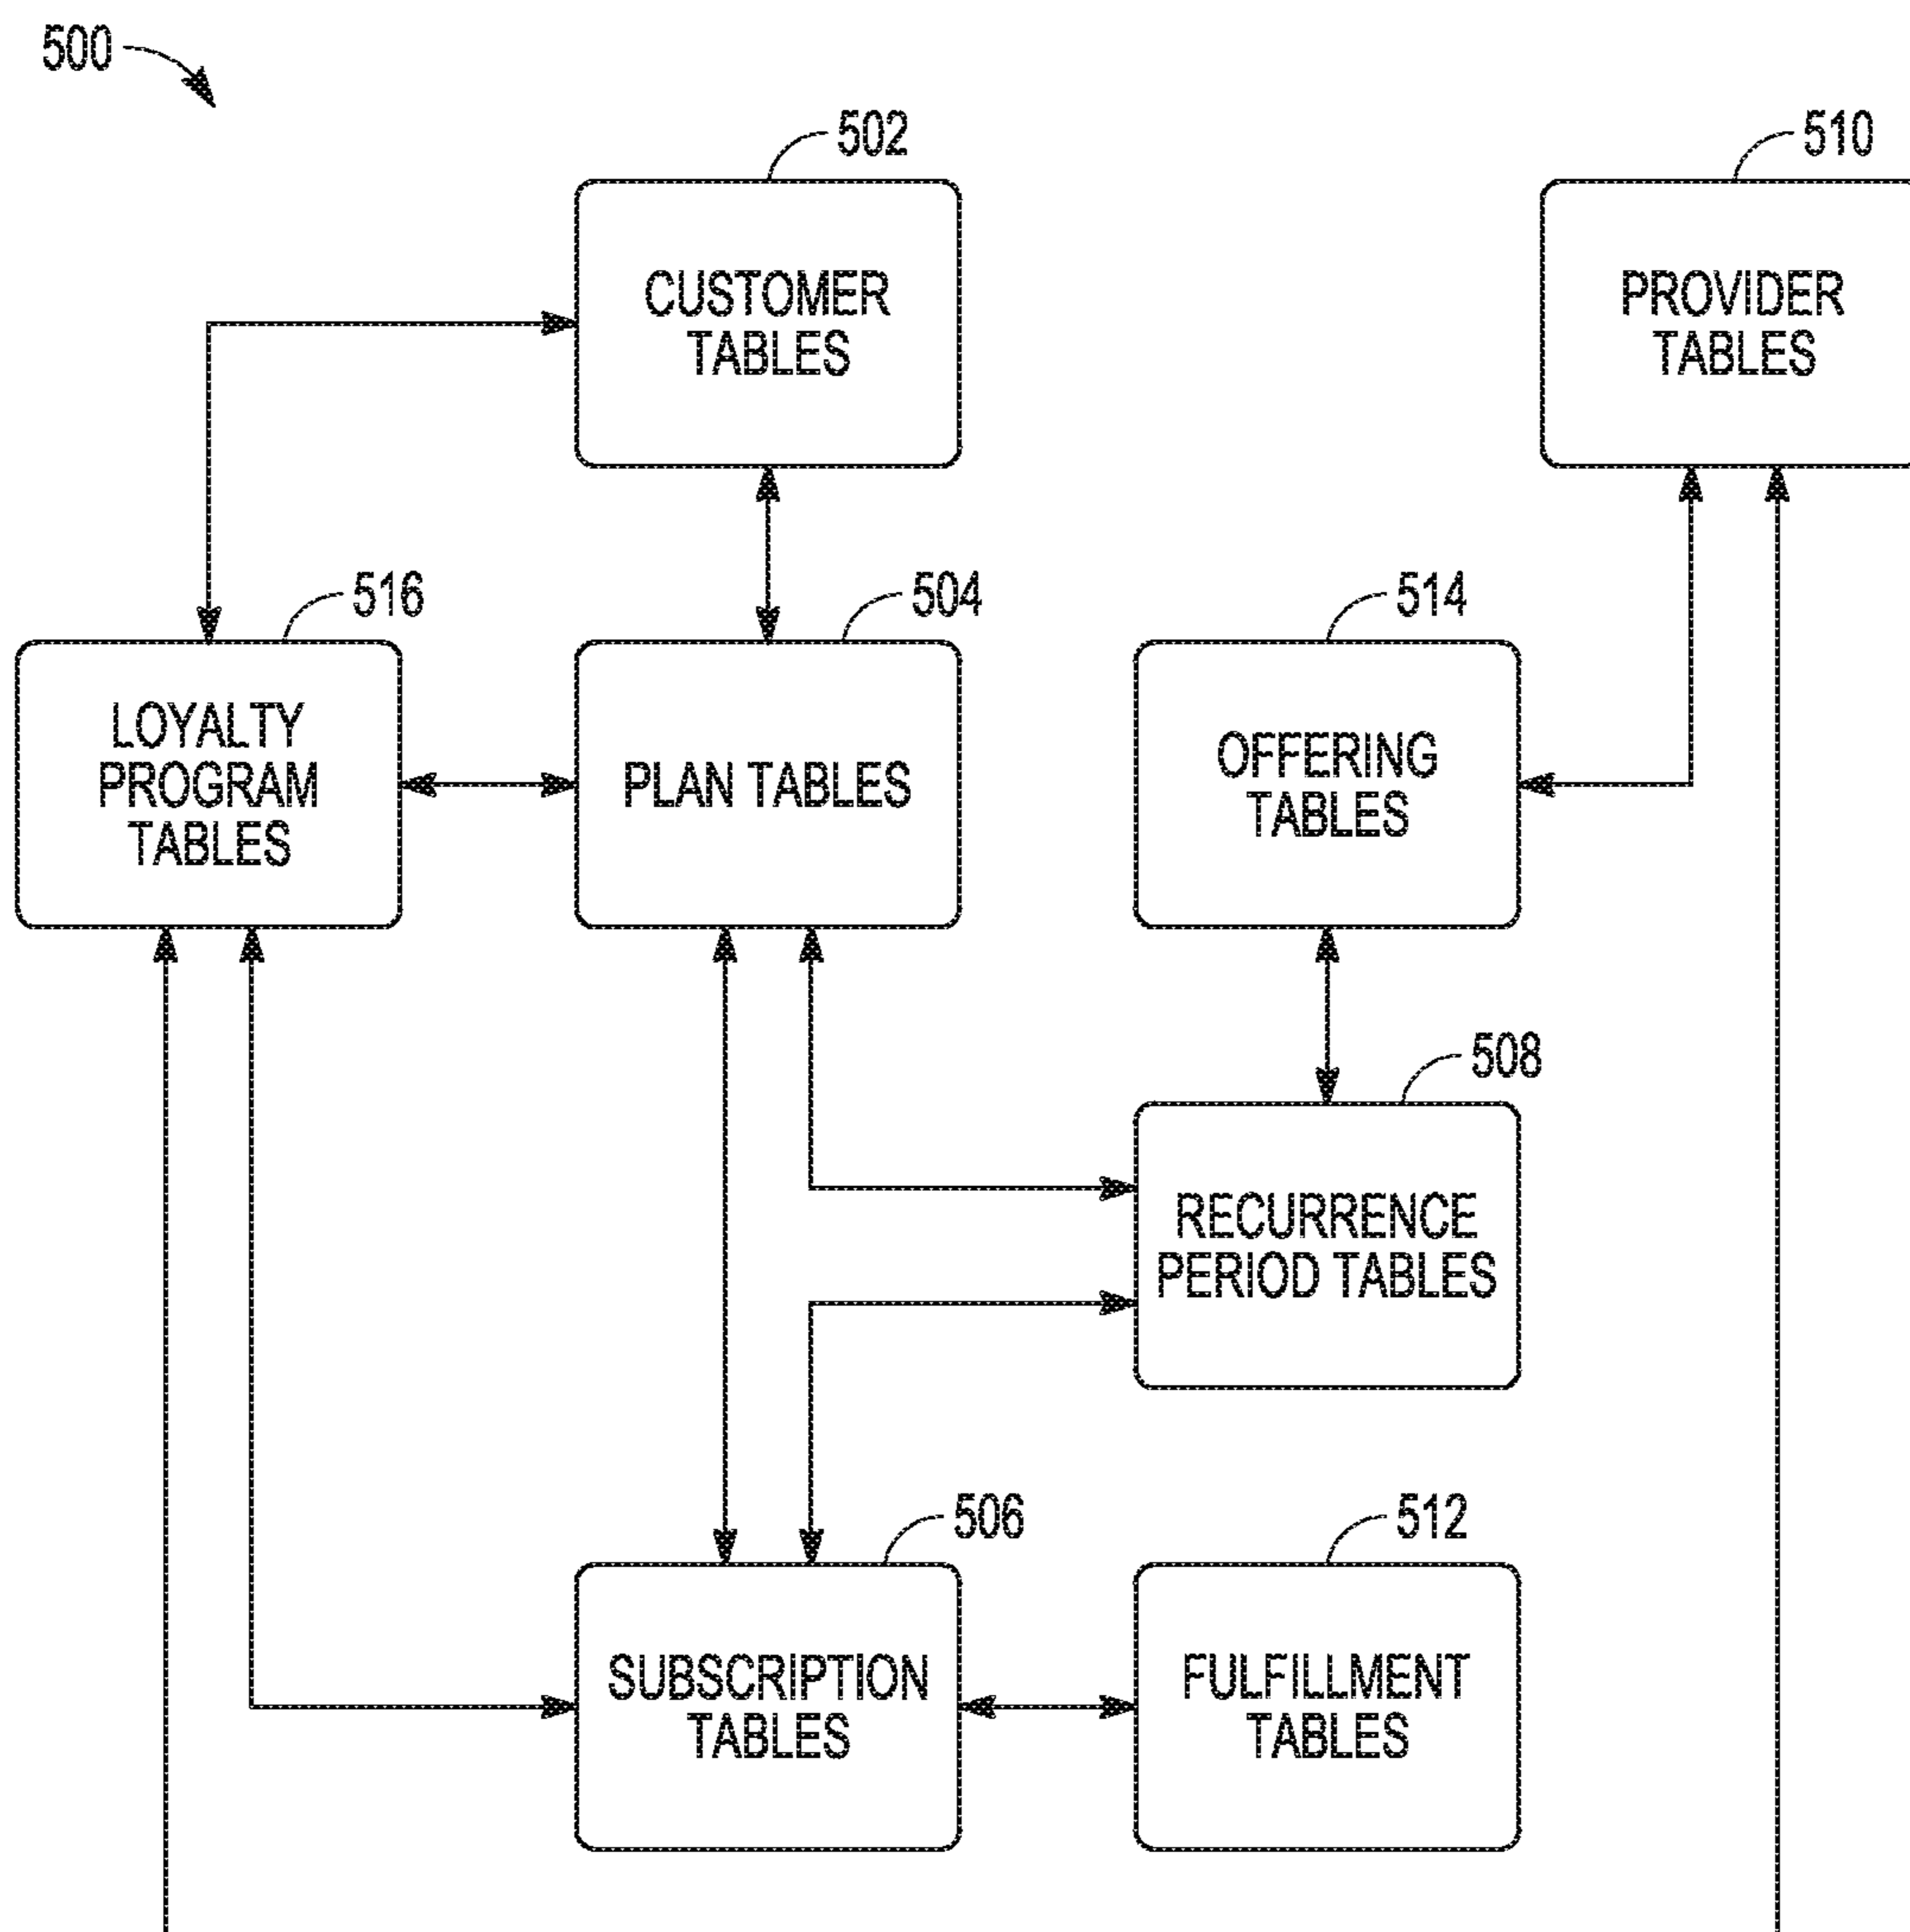 500
502
CUSTOMER
TABLES
510
PROVIDER
TABLES
516
LOYALTY
PROGRAM
TABLES
504
PLAN TABLES
514
OFFERING
TABLES
508
RECURRENCE
PERIOD TABLES
506
SUBSCRIPTION
TABLES
512
FULFILLMENT
TABLES